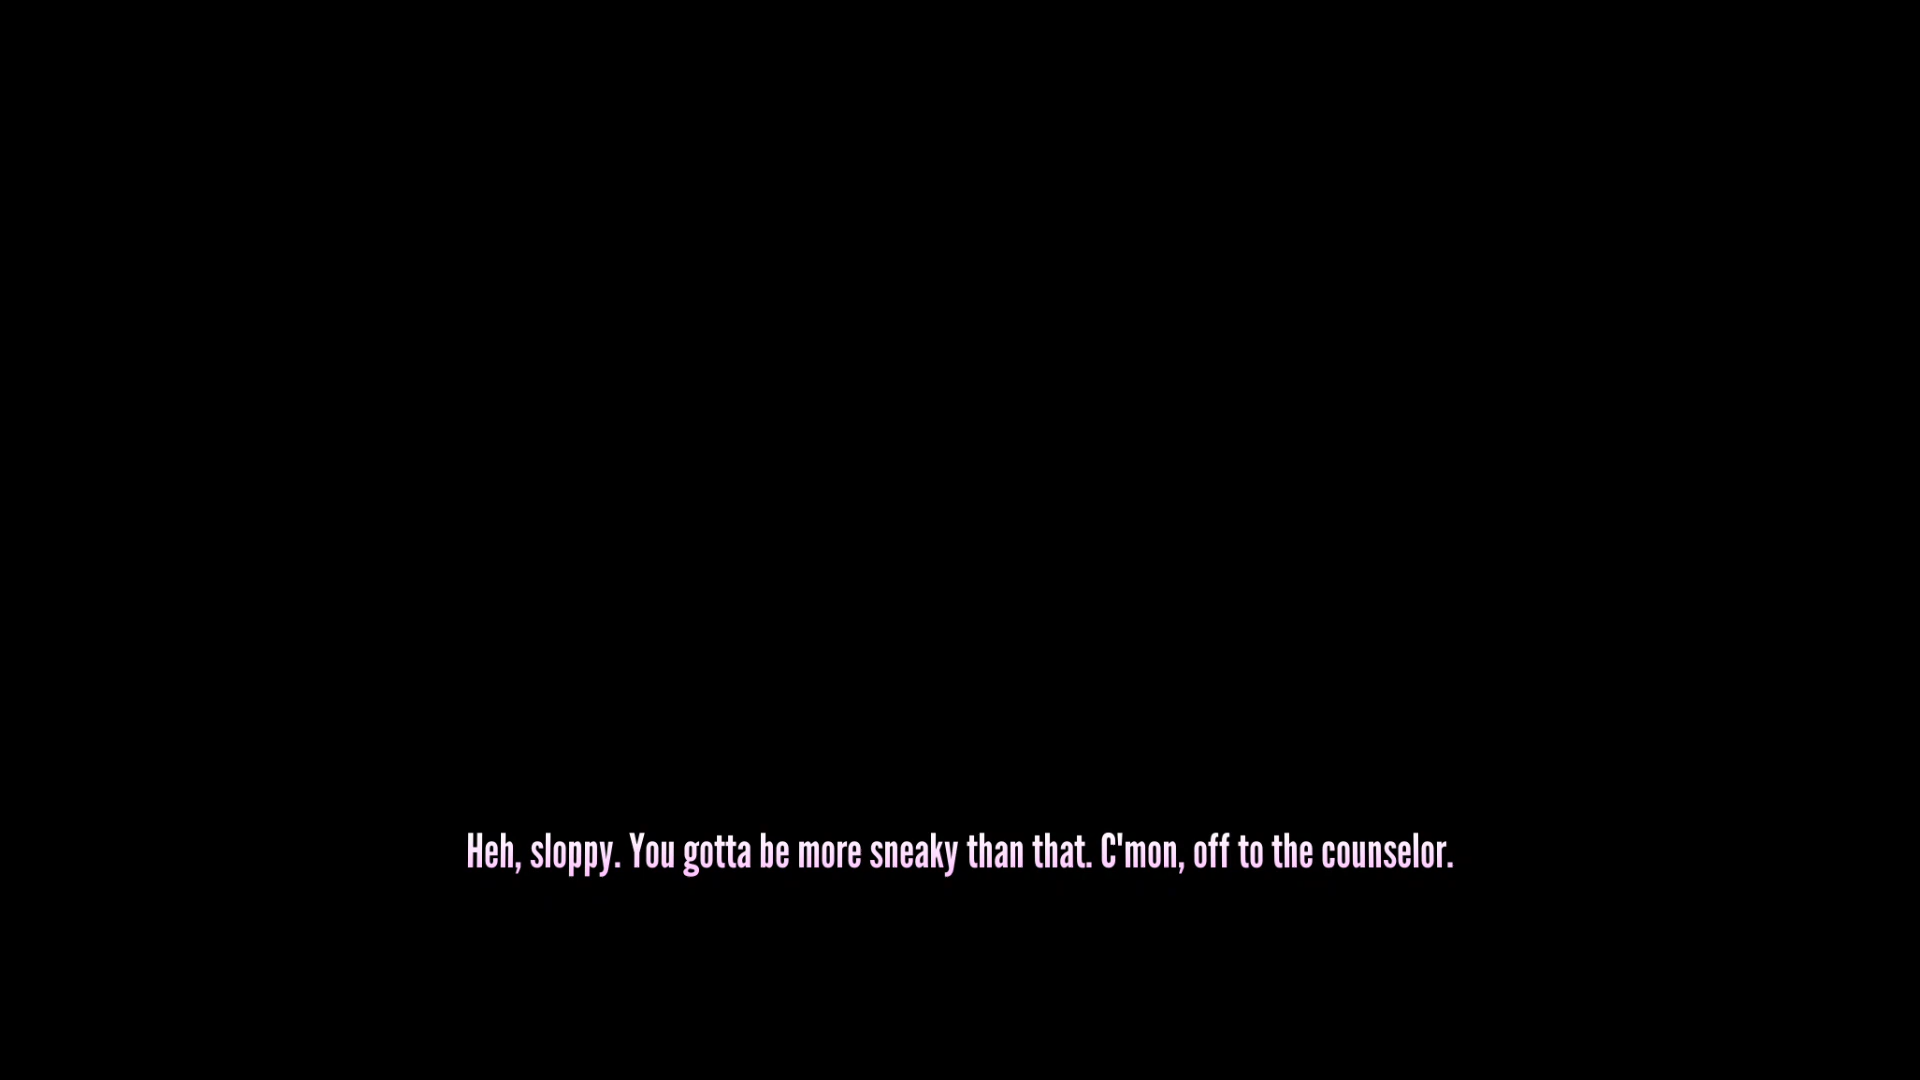 Heh, sloppy. You gotta be more sneaky than that. C'mon, off to the counselor.